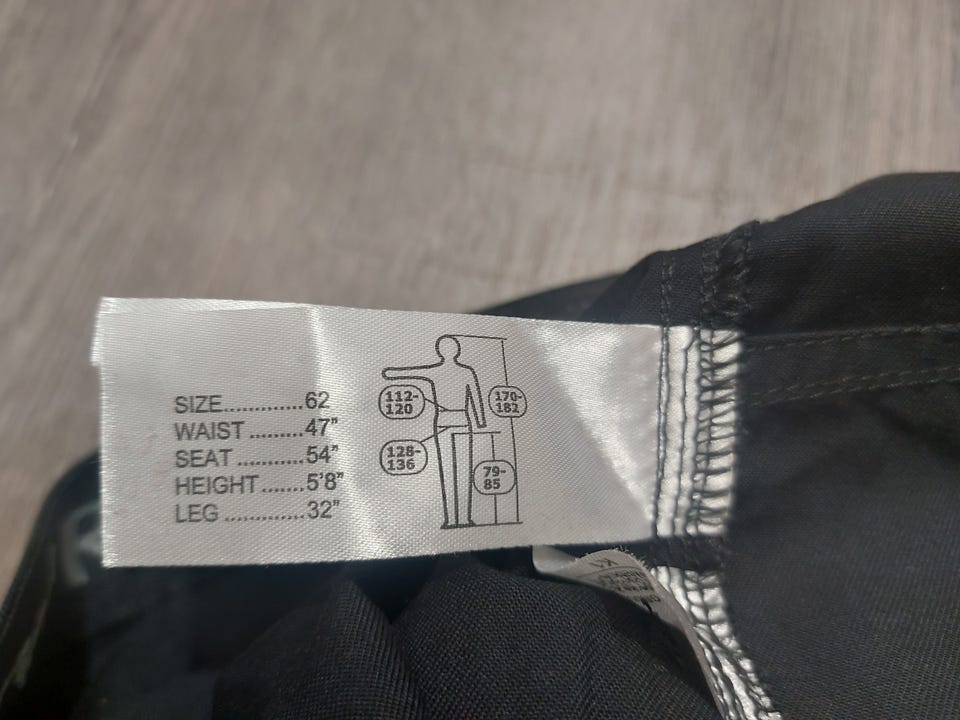 SIZE.............62
WAIST .........47"
SEAT ............54"
HEIGHT.......5'8"
LEG .............32"
112-
120
170-
182
128-
136
79-
85